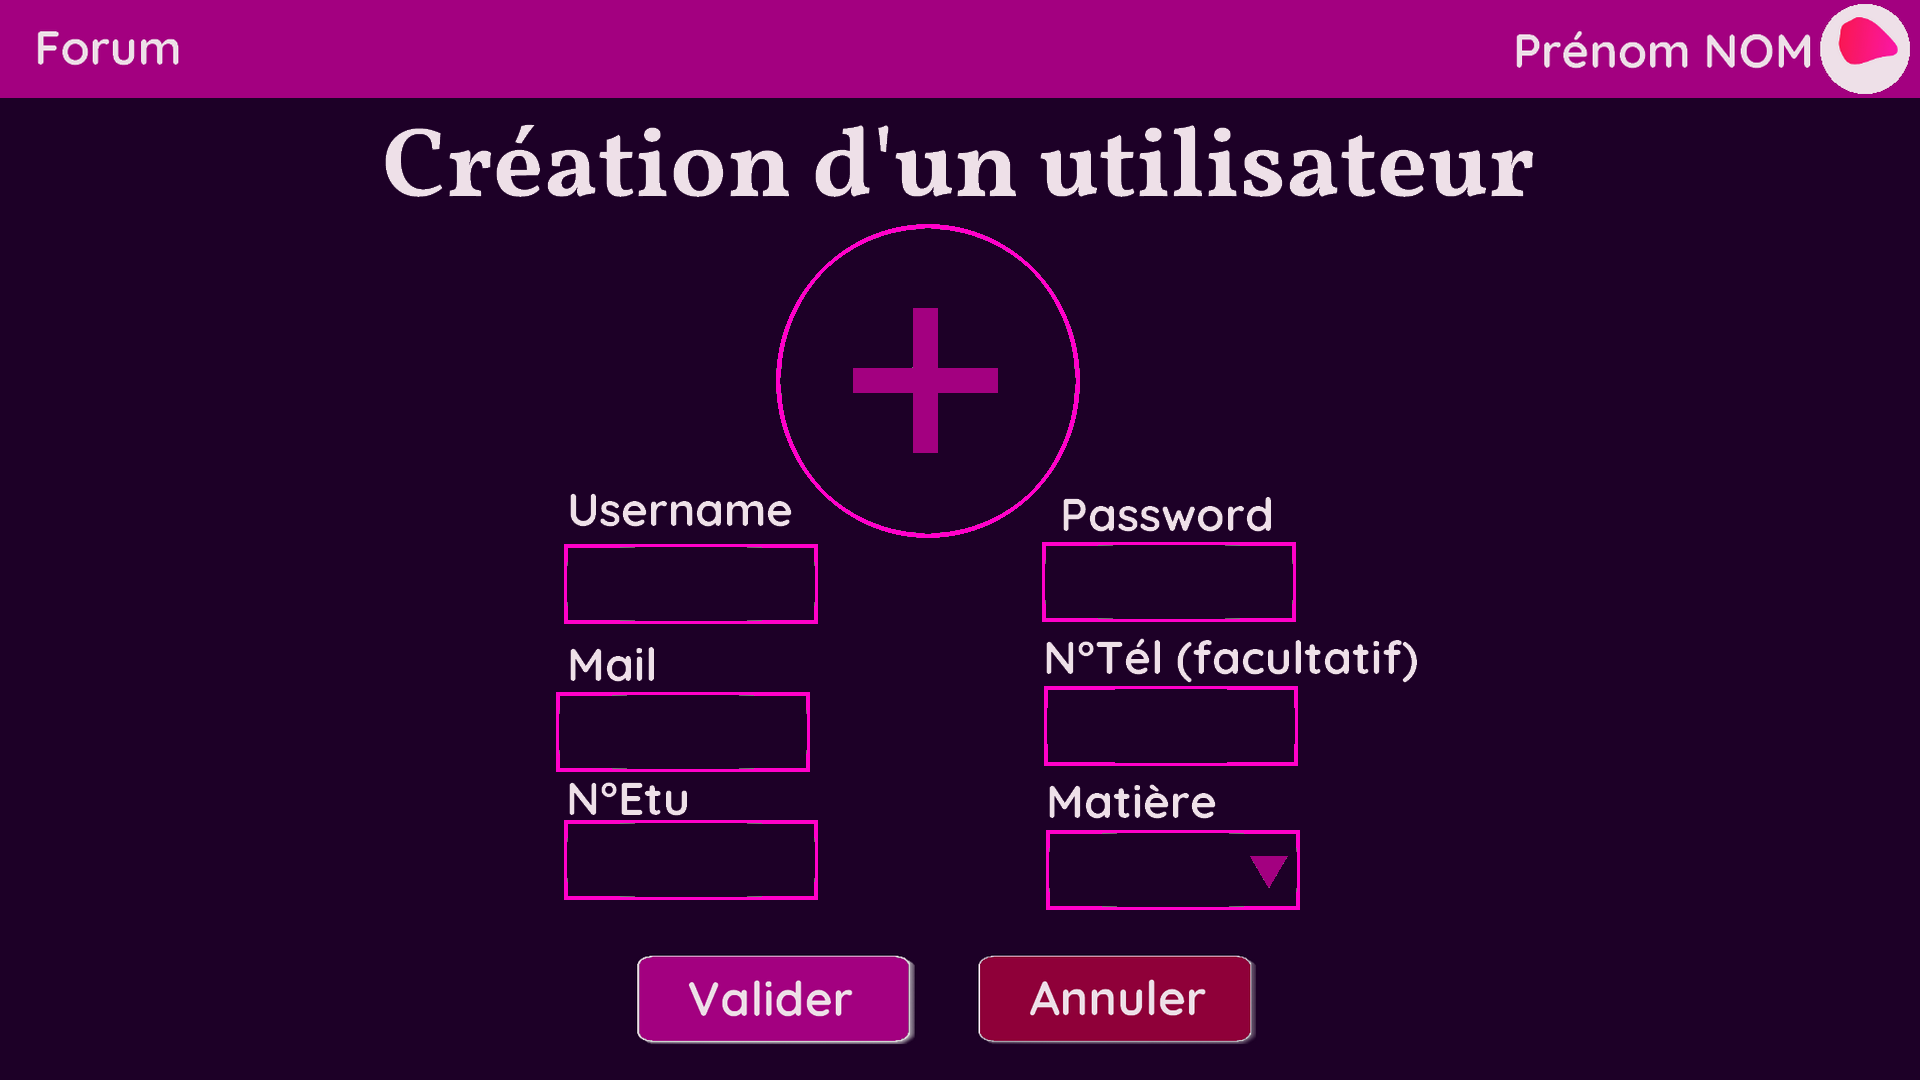 Forum
Prénom NOM
Création d'un utilisateur
Username
Password
Mail
N°Tél (facultatif)
N°Etu
Matière
Valider
Annuler